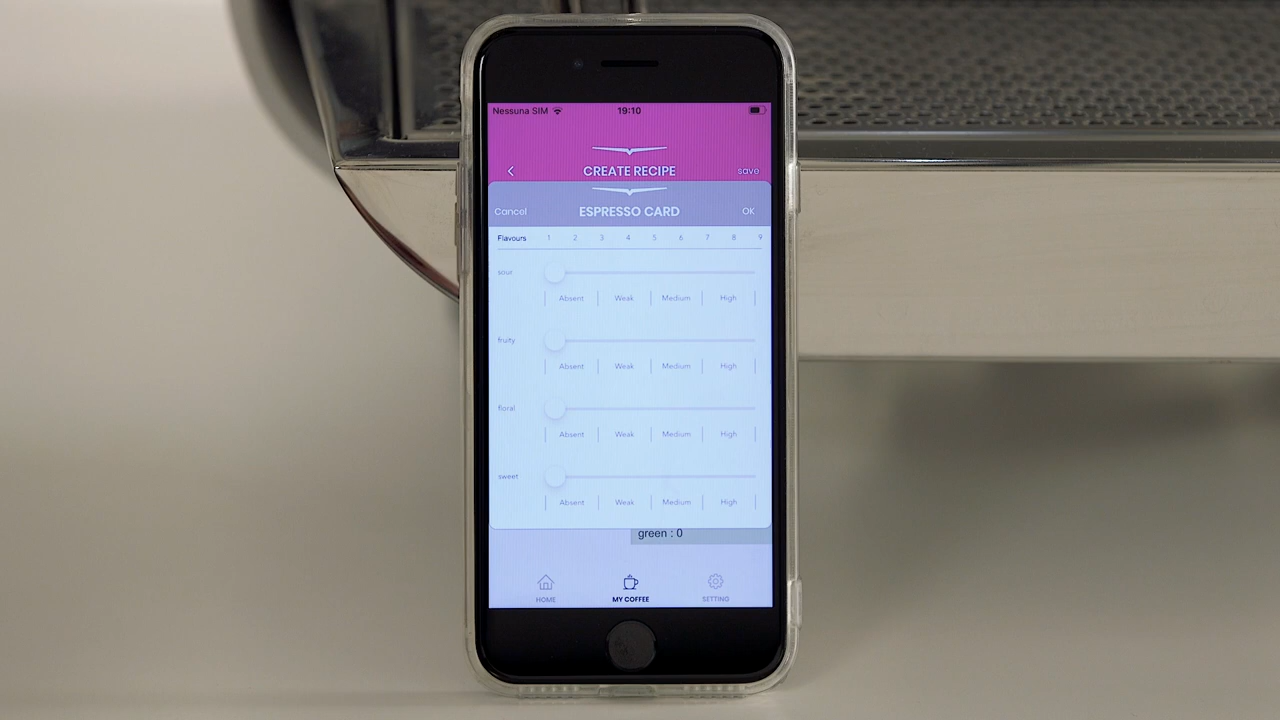 Nessuna SIM 19:10
CREATE RECIPE save
Cancel ESPRESSO CARD OK
Flavours 1 2 3 4 5 6 7 8 9
sour
Absent Weak Medium High
fruity
Absent Weak Medium High
floral
Absent Weak Medium High
sweet
Absent Weak Medium High
green : 0
HOME MY COFFEE SETTING